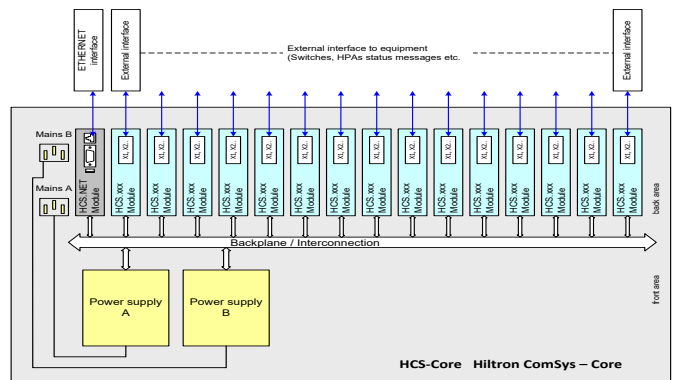 ETHERNET
interface
External interface
External interface to equipment
(Switches, HPAs status messages etc.
External interface
Mains B
Mains A
HCS.NET
Module
X1, X2..
HCS.xxx
Module
X1, X2..
HCS.xxx
Module
X1, X2..
HCS.xxx
Module
X1, X2..
HCS.xxx
Module
X1, X2..
HCS.xxx
Module
X1, X2..
HCS.xxx
Module
X1, X2..
HCS.xxx
Module
X1, X2..
HCS.xxx
Module
X1, X2..
HCS.xxx
Module
X1, X2..
HCS.xxx
Module
X1, X2..
HCS.xxx
Module
X1, X2..
HCS.xxx
Module
X1, X2..
HCS.xxx
Module
X1, X2..
HCS.xxx
Module
X1, X2..
HCS.xxx
Module
back area
Backplane / Interconnection
front area
Power supply
A
Power supply
B
HCS-Core Hiltron ComSys – Core